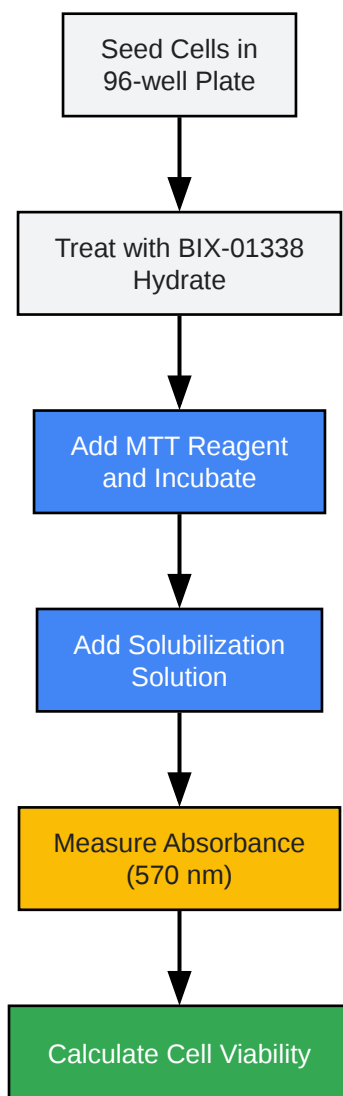 Seed Cells in
96-well Plate
Treat with BIX-01338
Hydrate
Add MTT Reagent
and Incubate
Add Solubilization
Solution
Measure Absorbance
(570 nm)
Calculate Cell Viability